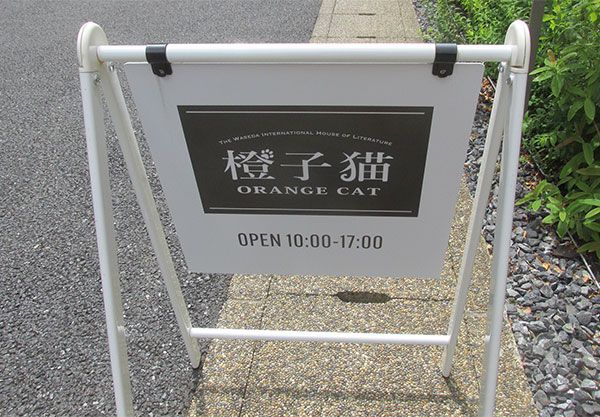 The Waseda International House of Literature
橙子猫
ORANGE CAT
OPEN 10:00-17:00